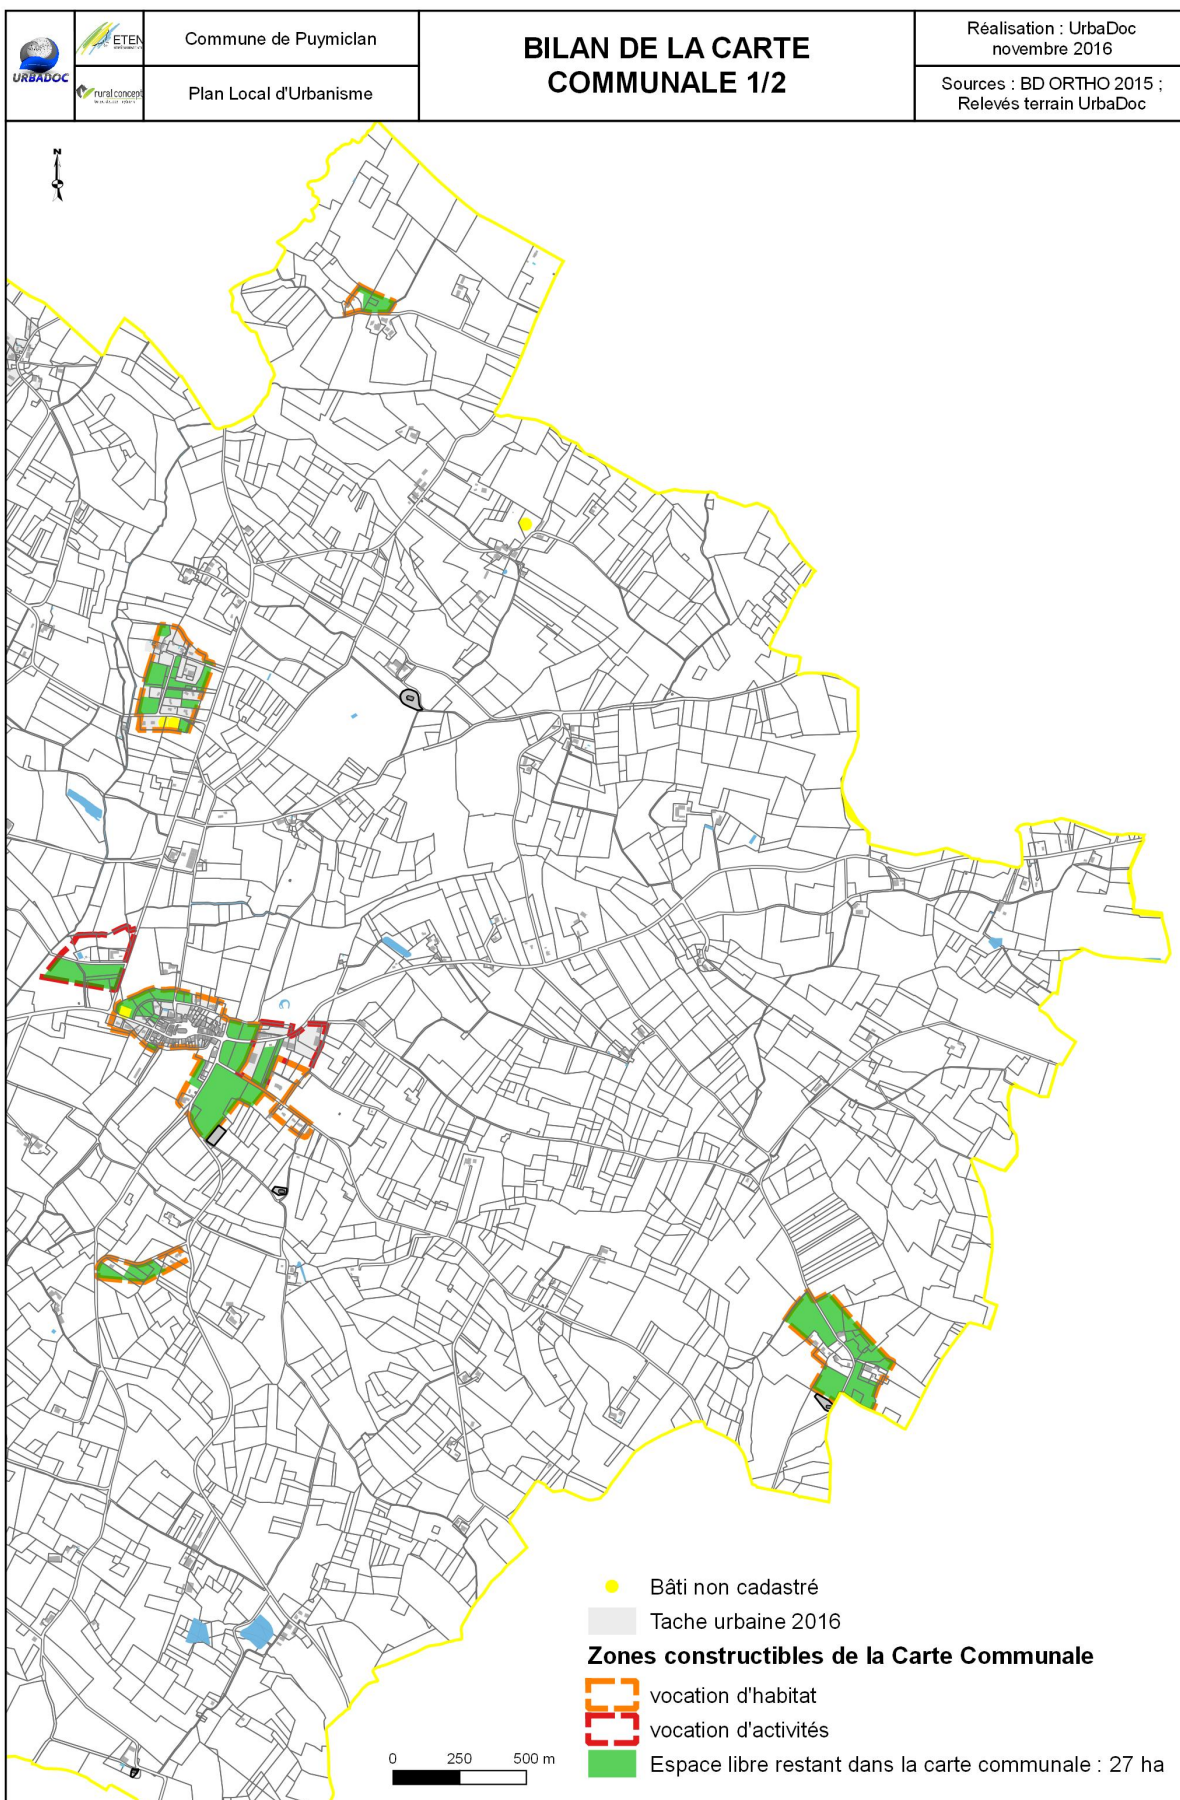 URBADOC
ETEN
rural concept
Commune de Puymiclan
Plan Local d'Urbanisme
BILAN DE LA CARTE
COMMUNALE 1/2
Réalisation : UrbaDoc
novembre 2016
Sources : BD ORTHO 2015 ;
Relevés terrain UrbaDoc
N
Bâti non cadastré
Tache urbaine 2016
Zones constructibles de la Carte Communale
vocation d'habitat
vocation d'activités
Espace libre restant dans la carte communale : 27 ha
0 250 500 m